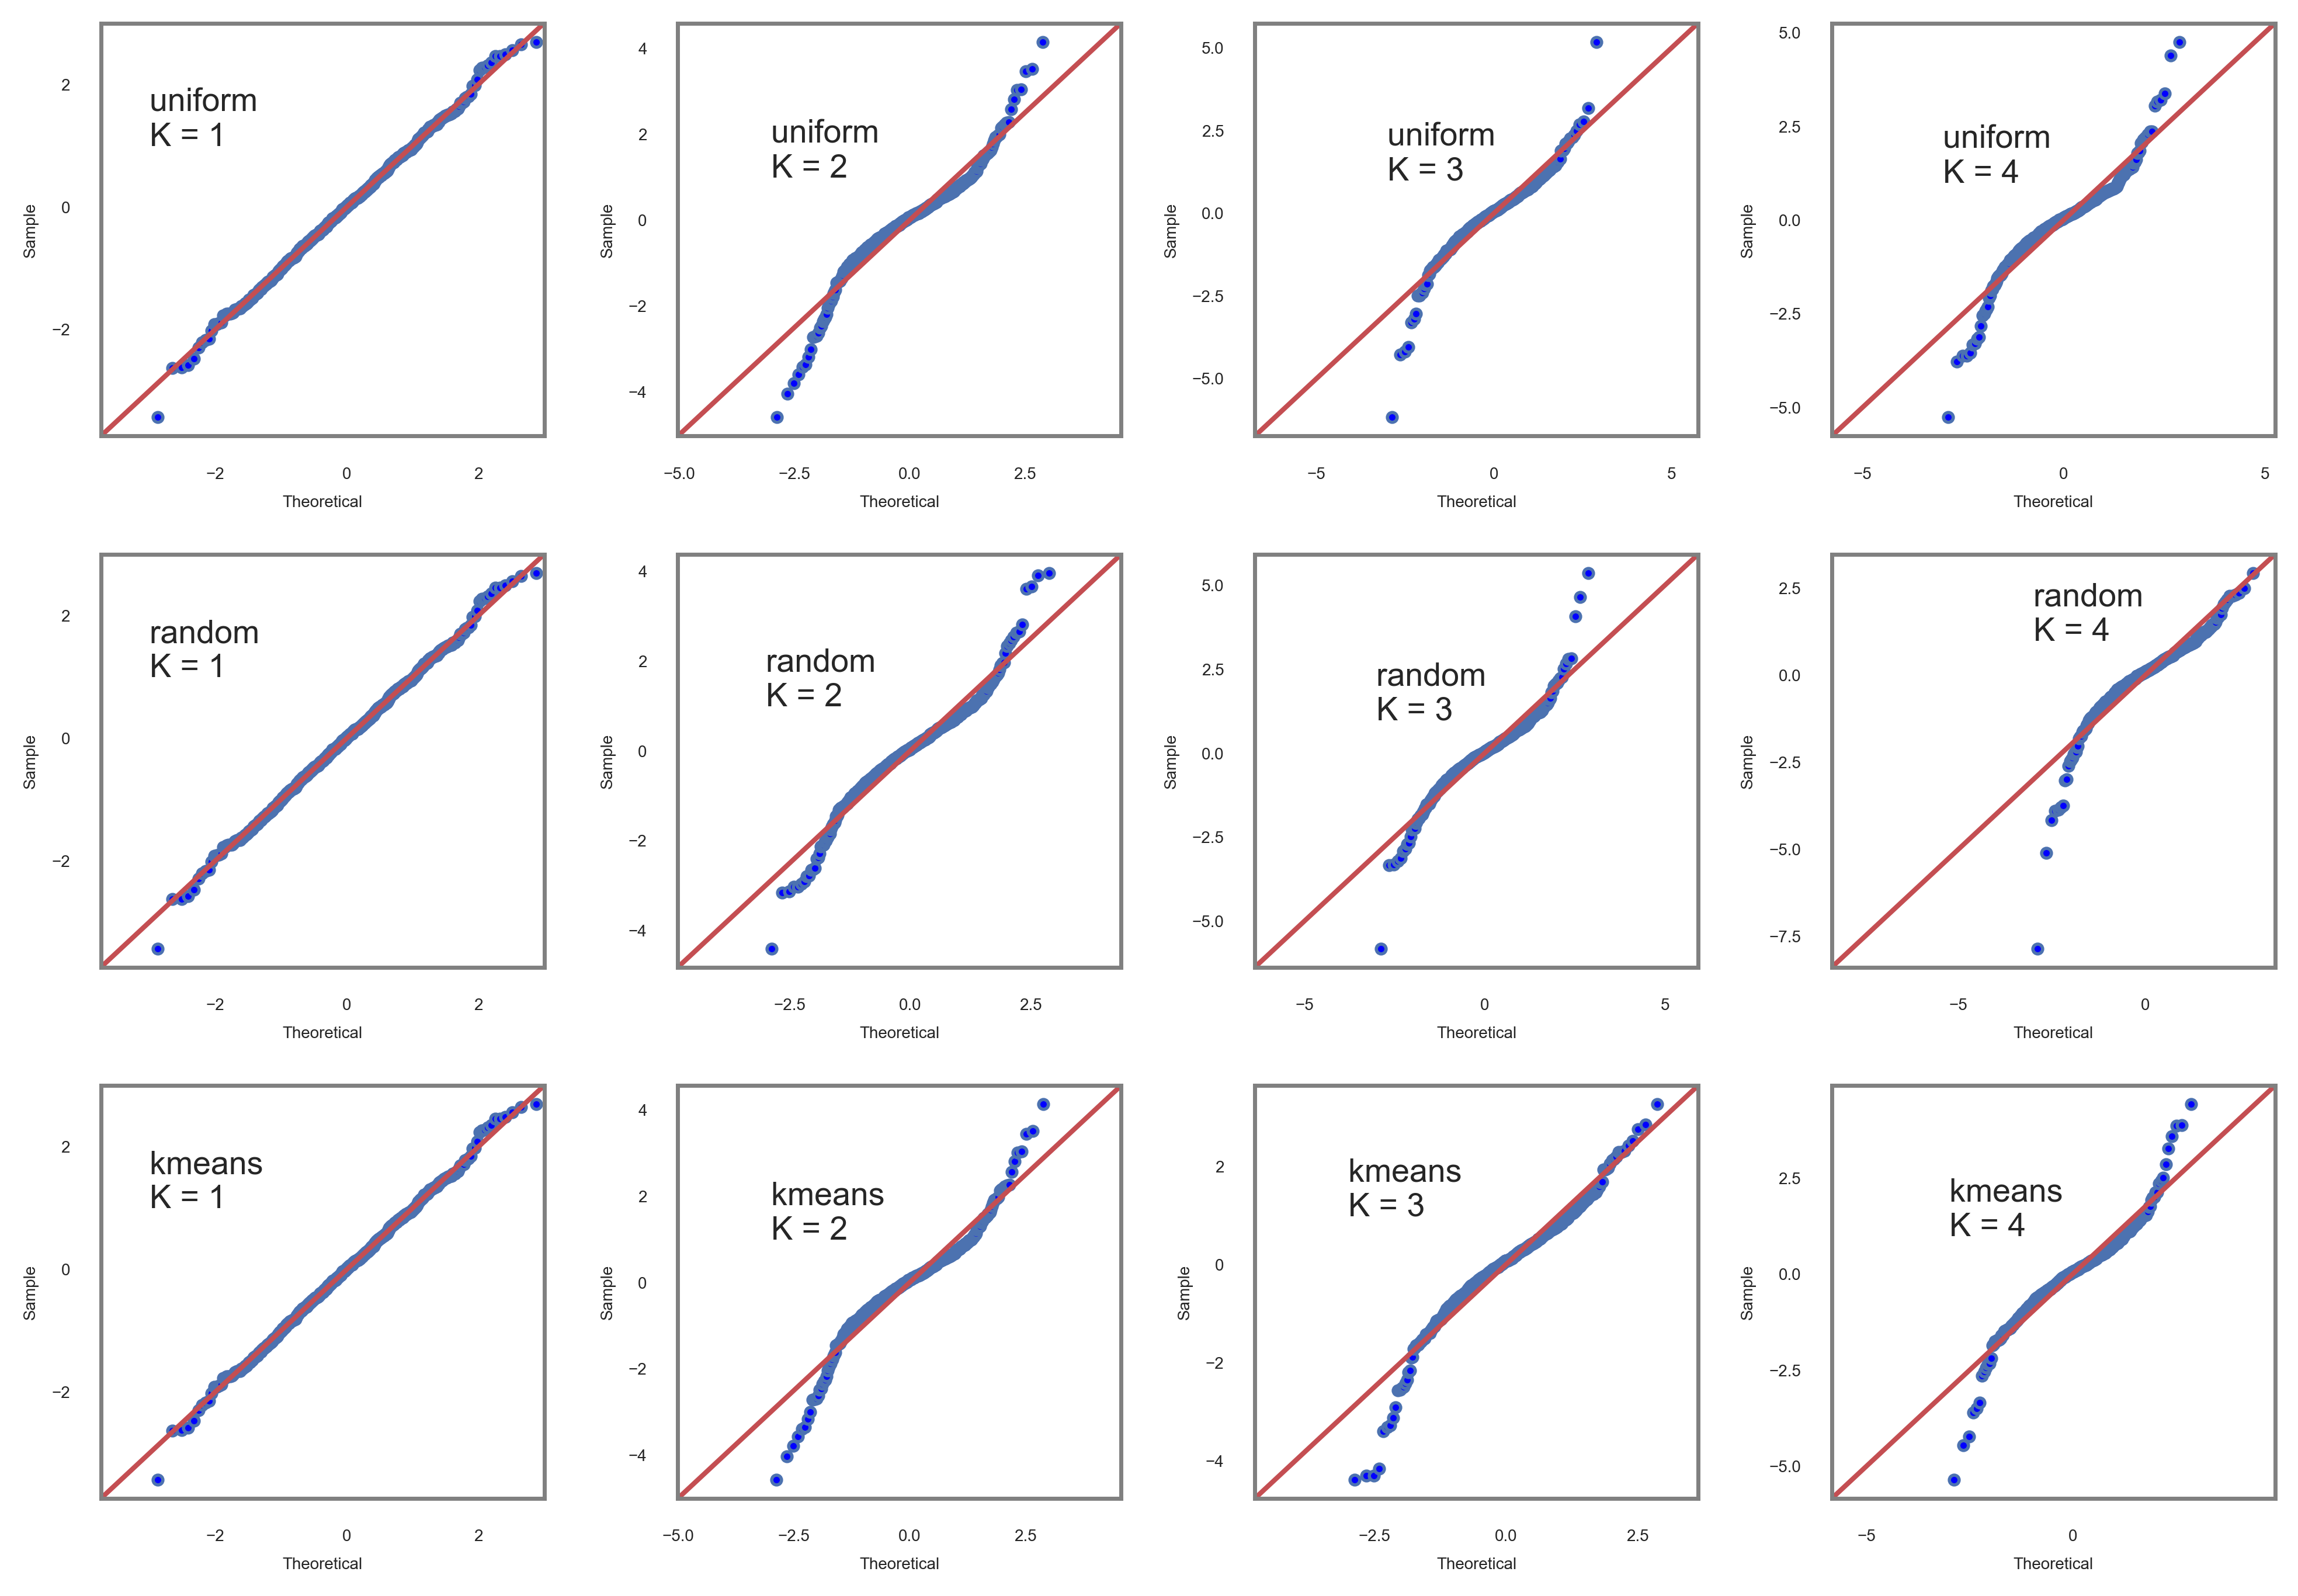 2
0
−2
Sample
uniform
K = 1
−2
0
2
Theoretical
4
2
0
−2
−4
Sample
uniform
K = 2
−5.0
−2.5
0.0
2.5
Theoretical
5.0
2.5
0.0
−2.5
−5.0
Sample
uniform
K = 3
−5
0
5
Theoretical
5.0
2.5
0.0
−2.5
−5.0
Sample
uniform
K = 4
−5
0
5
Theoretical
2
0
−2
Sample
random
K = 1
−2
0
2
Theoretical
4
2
0
−2
−4
Sample
random
K = 2
−2.5
0.0
2.5
Theoretical
5.0
2.5
0.0
−2.5
−5.0
Sample
random
K = 3
−5
0
5
Theoretical
2.5
0.0
−2.5
−5.0
−7.5
Sample
random
K = 4
−5
0
Theoretical
2
0
−2
Sample
kmeans
K = 1
−2
0
2
Theoretical
4
2
0
−2
−4
Sample
kmeans
K = 2
−5.0
−2.5
0.0
2.5
Theoretical
2
0
−2
−4
Sample
kmeans
K = 3
−2.5
0.0
2.5
Theoretical
2.5
0.0
−2.5
−5.0
Sample
kmeans
K = 4
−5
0
Theoretical